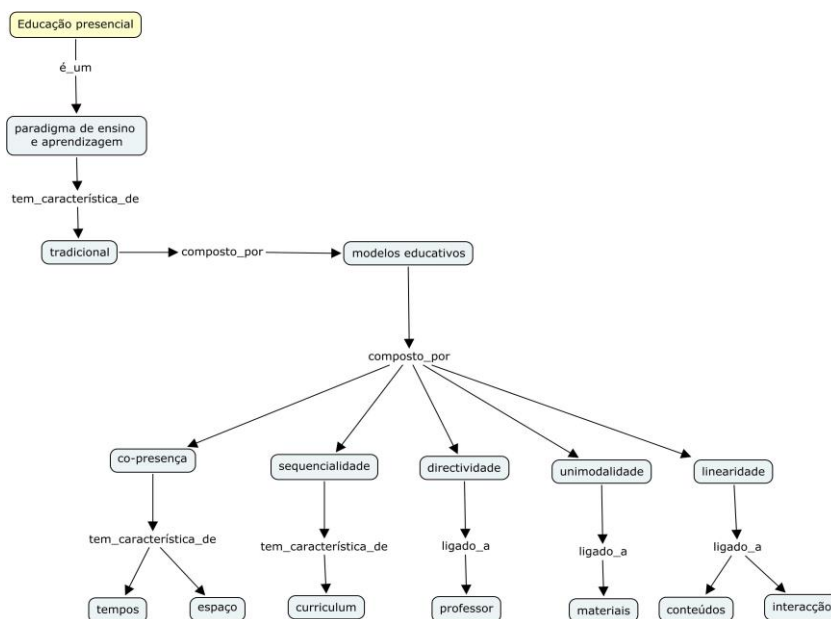 Educação presencial
é_um
paradigma de ensino
e aprendizagem
tem_característica_de
tradicional
composto_por
modelos educativos
composto_por
co-presença
sequencialidade
directividade
unimodalidade
linearidade
tem_característica_de
tem_característica_de
ligado_a
ligado_a
ligado_a
tempos
espaço
curriculum
professor
materiais
conteúdos
interacção